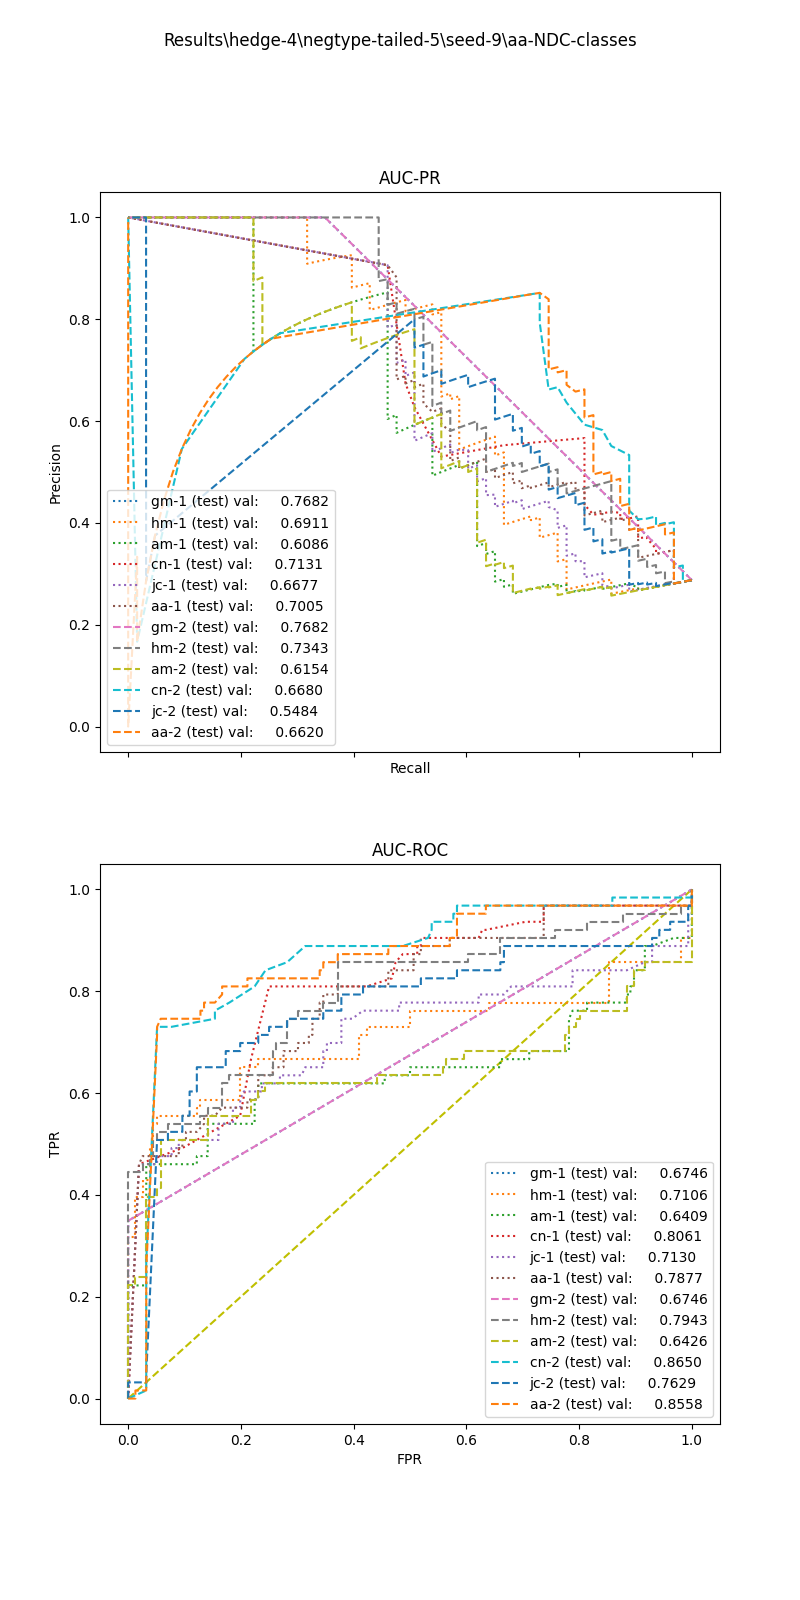 Results\hedge-4\negtype-tailed-5\seed-9\aa-NDC-classes
AUC-PR
1.0
0.8
0.6
0.4
0.2
0.0
Precision
gm-1 (test) val: 0.7682
hm-1 (test) val: 0.6911
am-1 (test) val: 0.6086
cn-1 (test) val: 0.7131
jc-1 (test) val: 0.6677
aa-1 (test) val: 0.7005
gm-2 (test) val: 0.7682
hm-2 (test) val: 0.7343
am-2 (test) val: 0.6154
cn-2 (test) val: 0.6680
jc-2 (test) val: 0.5484
aa-2 (test) val: 0.6620
Recall
AUC-ROC
1.0
0.8
0.6
0.4
0.2
0.0
TPR
gm-1 (test) val: 0.6746
hm-1 (test) val: 0.7106
am-1 (test) val: 0.6409
cn-1 (test) val: 0.8061
jc-1 (test) val: 0.7130
aa-1 (test) val: 0.7877
gm-2 (test) val: 0.6746
hm-2 (test) val: 0.7943
am-2 (test) val: 0.6426
cn-2 (test) val: 0.8650
jc-2 (test) val: 0.7629
aa-2 (test) val: 0.8558
0.0 0.2 0.4 0.6 0.8 1.0
FPR